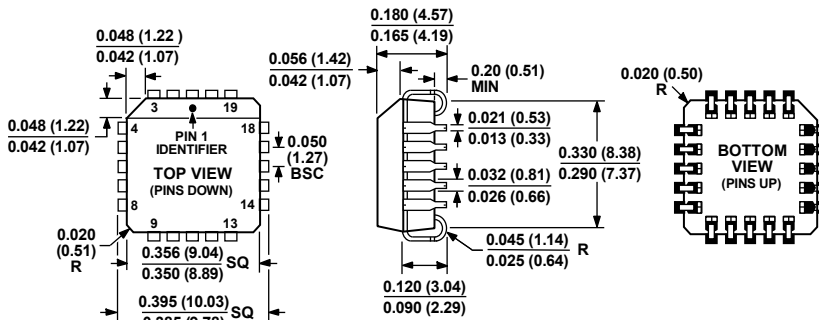 0.048 (1.22 )
0.042 (1.07)
0.048 (1.22)
0.042 (1.07)
3
19
4
18
PIN 1
IDENTIFIER
TOP VIEW
(PINS DOWN)
8
14
9
13
0.050
(1.27)
BSC
0.020
(0.51)
R
0.356 (9.04)
0.350 (8.89)
SQ
0.395 (10.03)
SQ
0.180 (4.57)
0.165 (4.19)
0.056 (1.42)
0.042 (1.07)
0.20 (0.51)
MIN
0.021 (0.53)
0.013 (0.33)
0.032 (0.81)
0.026 (0.66)
0.330 (8.38)
0.290 (7.37)
0.045 (1.14)
0.025 (0.64)
R
0.120 (3.04)
0.090 (2.29)
0.020 (0.50)
R
BOTTOM
VIEW
(PINS UP)